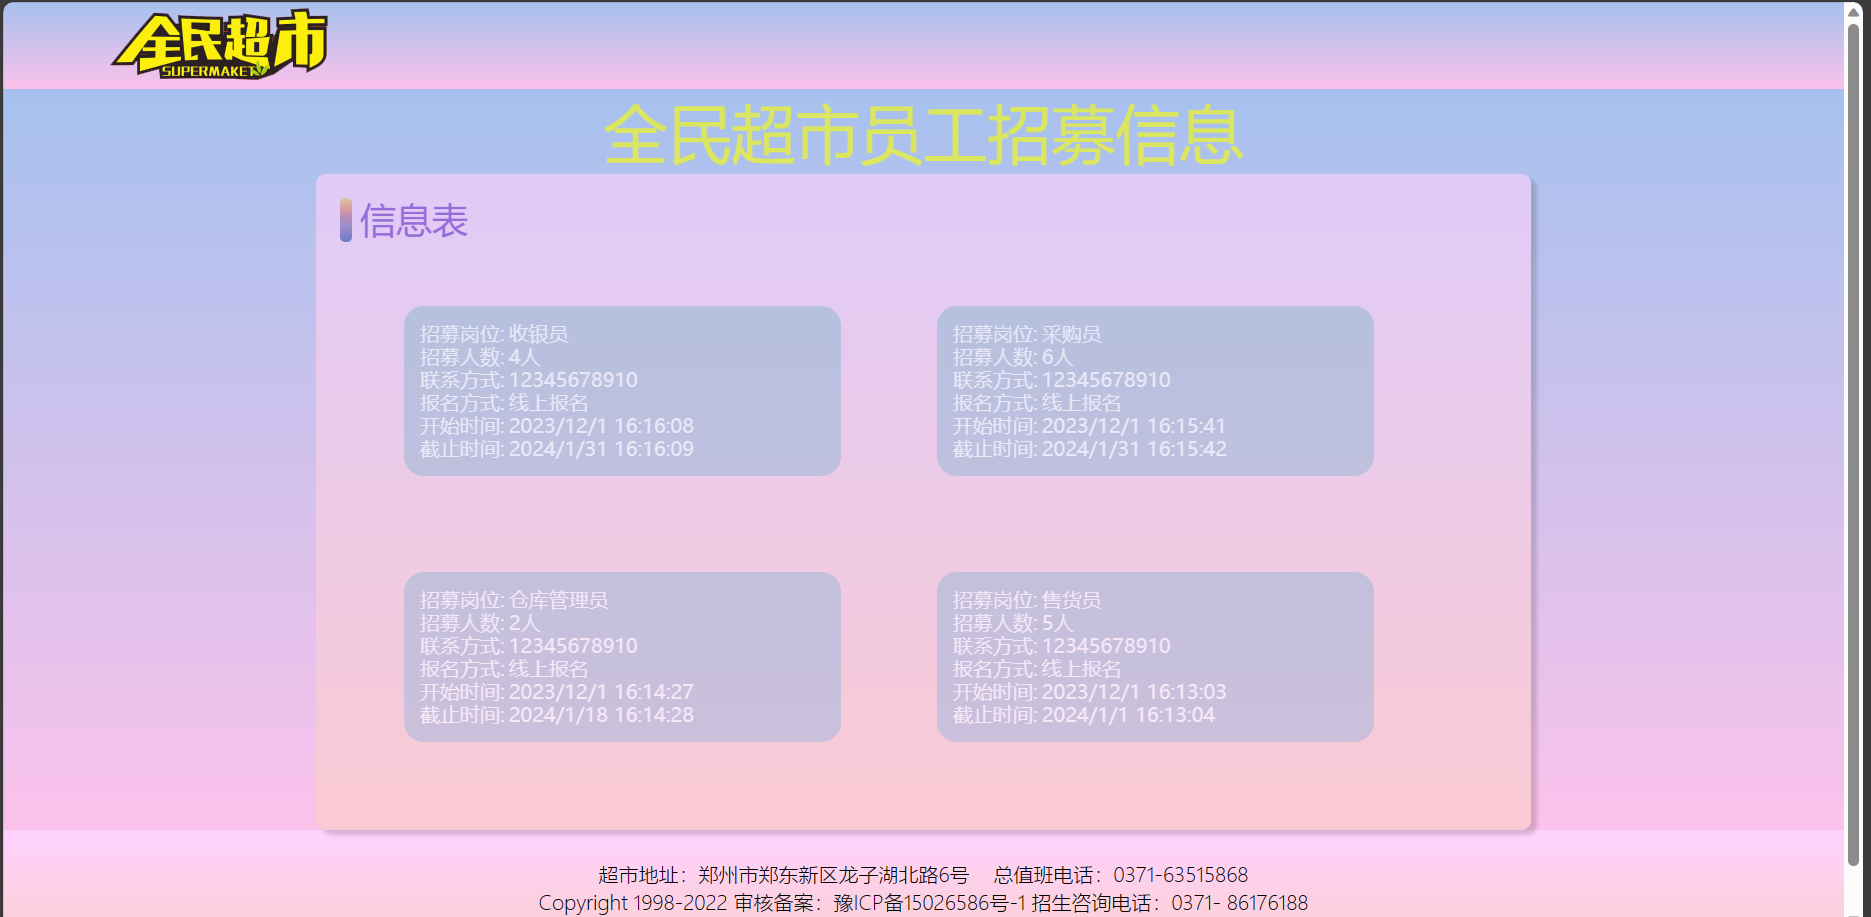 全民超市
SUPERMAKET
全民超市员工招募信息
信息表
招募岗位: 收银员
招募人数: 4人
联系方式: 12345678910
报名方式: 线上报名
开始时间: 2023/12/1 16:16:08
截止时间: 2024/1/31 16:16:09
招募岗位: 采购员
招募人数: 6人
联系方式: 12345678910
报名方式: 线上报名
开始时间: 2023/12/1 16:15:41
截止时间: 2024/1/31 16:15:42
招募岗位: 仓库管理员
招募人数: 2人
联系方式: 12345678910
报名方式: 线上报名
开始时间: 2023/12/1 16:14:27
截止时间: 2024/1/18 16:14:28
招募岗位: 售货员
招募人数: 5人
联系方式: 12345678910
报名方式: 线上报名
开始时间: 2023/12/1 16:13:03
截止时间: 2024/1/1 16:13:04
超市地址：郑州市郑东新区龙子湖北路6号 总值班电话：0371-63515868
Copyright 1998-2022 审核备案：豫ICP备15026586号-1 招生咨询电话：0371- 86176188